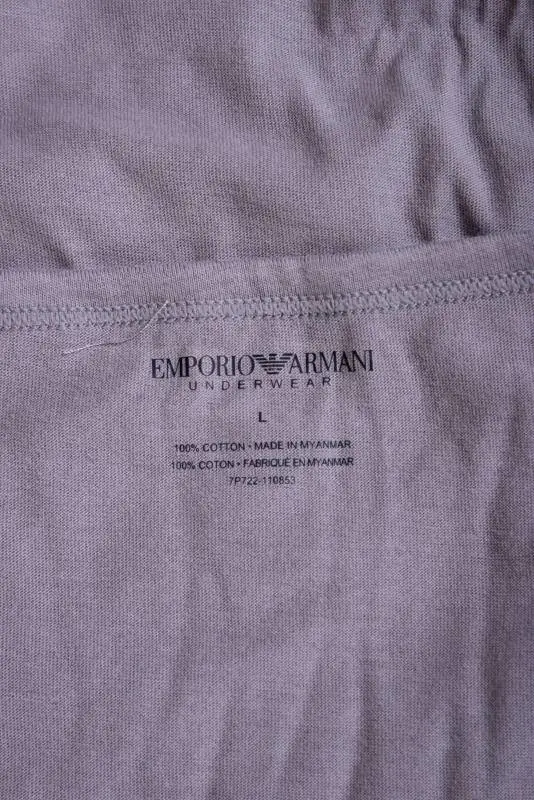 EMPORIO ARMANI
UNDERWEAR
L
100% COTTON • MADE IN MYANMAR
100% COTON • FABRIQUÉ EN MYANMAR
7P722-110853